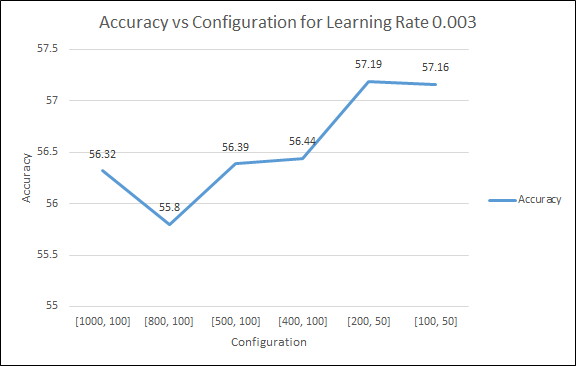 Accuracy vs Configuration for Learning Rate 0.003
57.5
57
56.5
56
55.5
55
Accuracy
56.32
55.8
56.39
56.44
57.19
57.16
Accuracy
[1000, 100] [800, 100] [500, 100] [400, 100] [200, 50] [100, 50]
Configuration